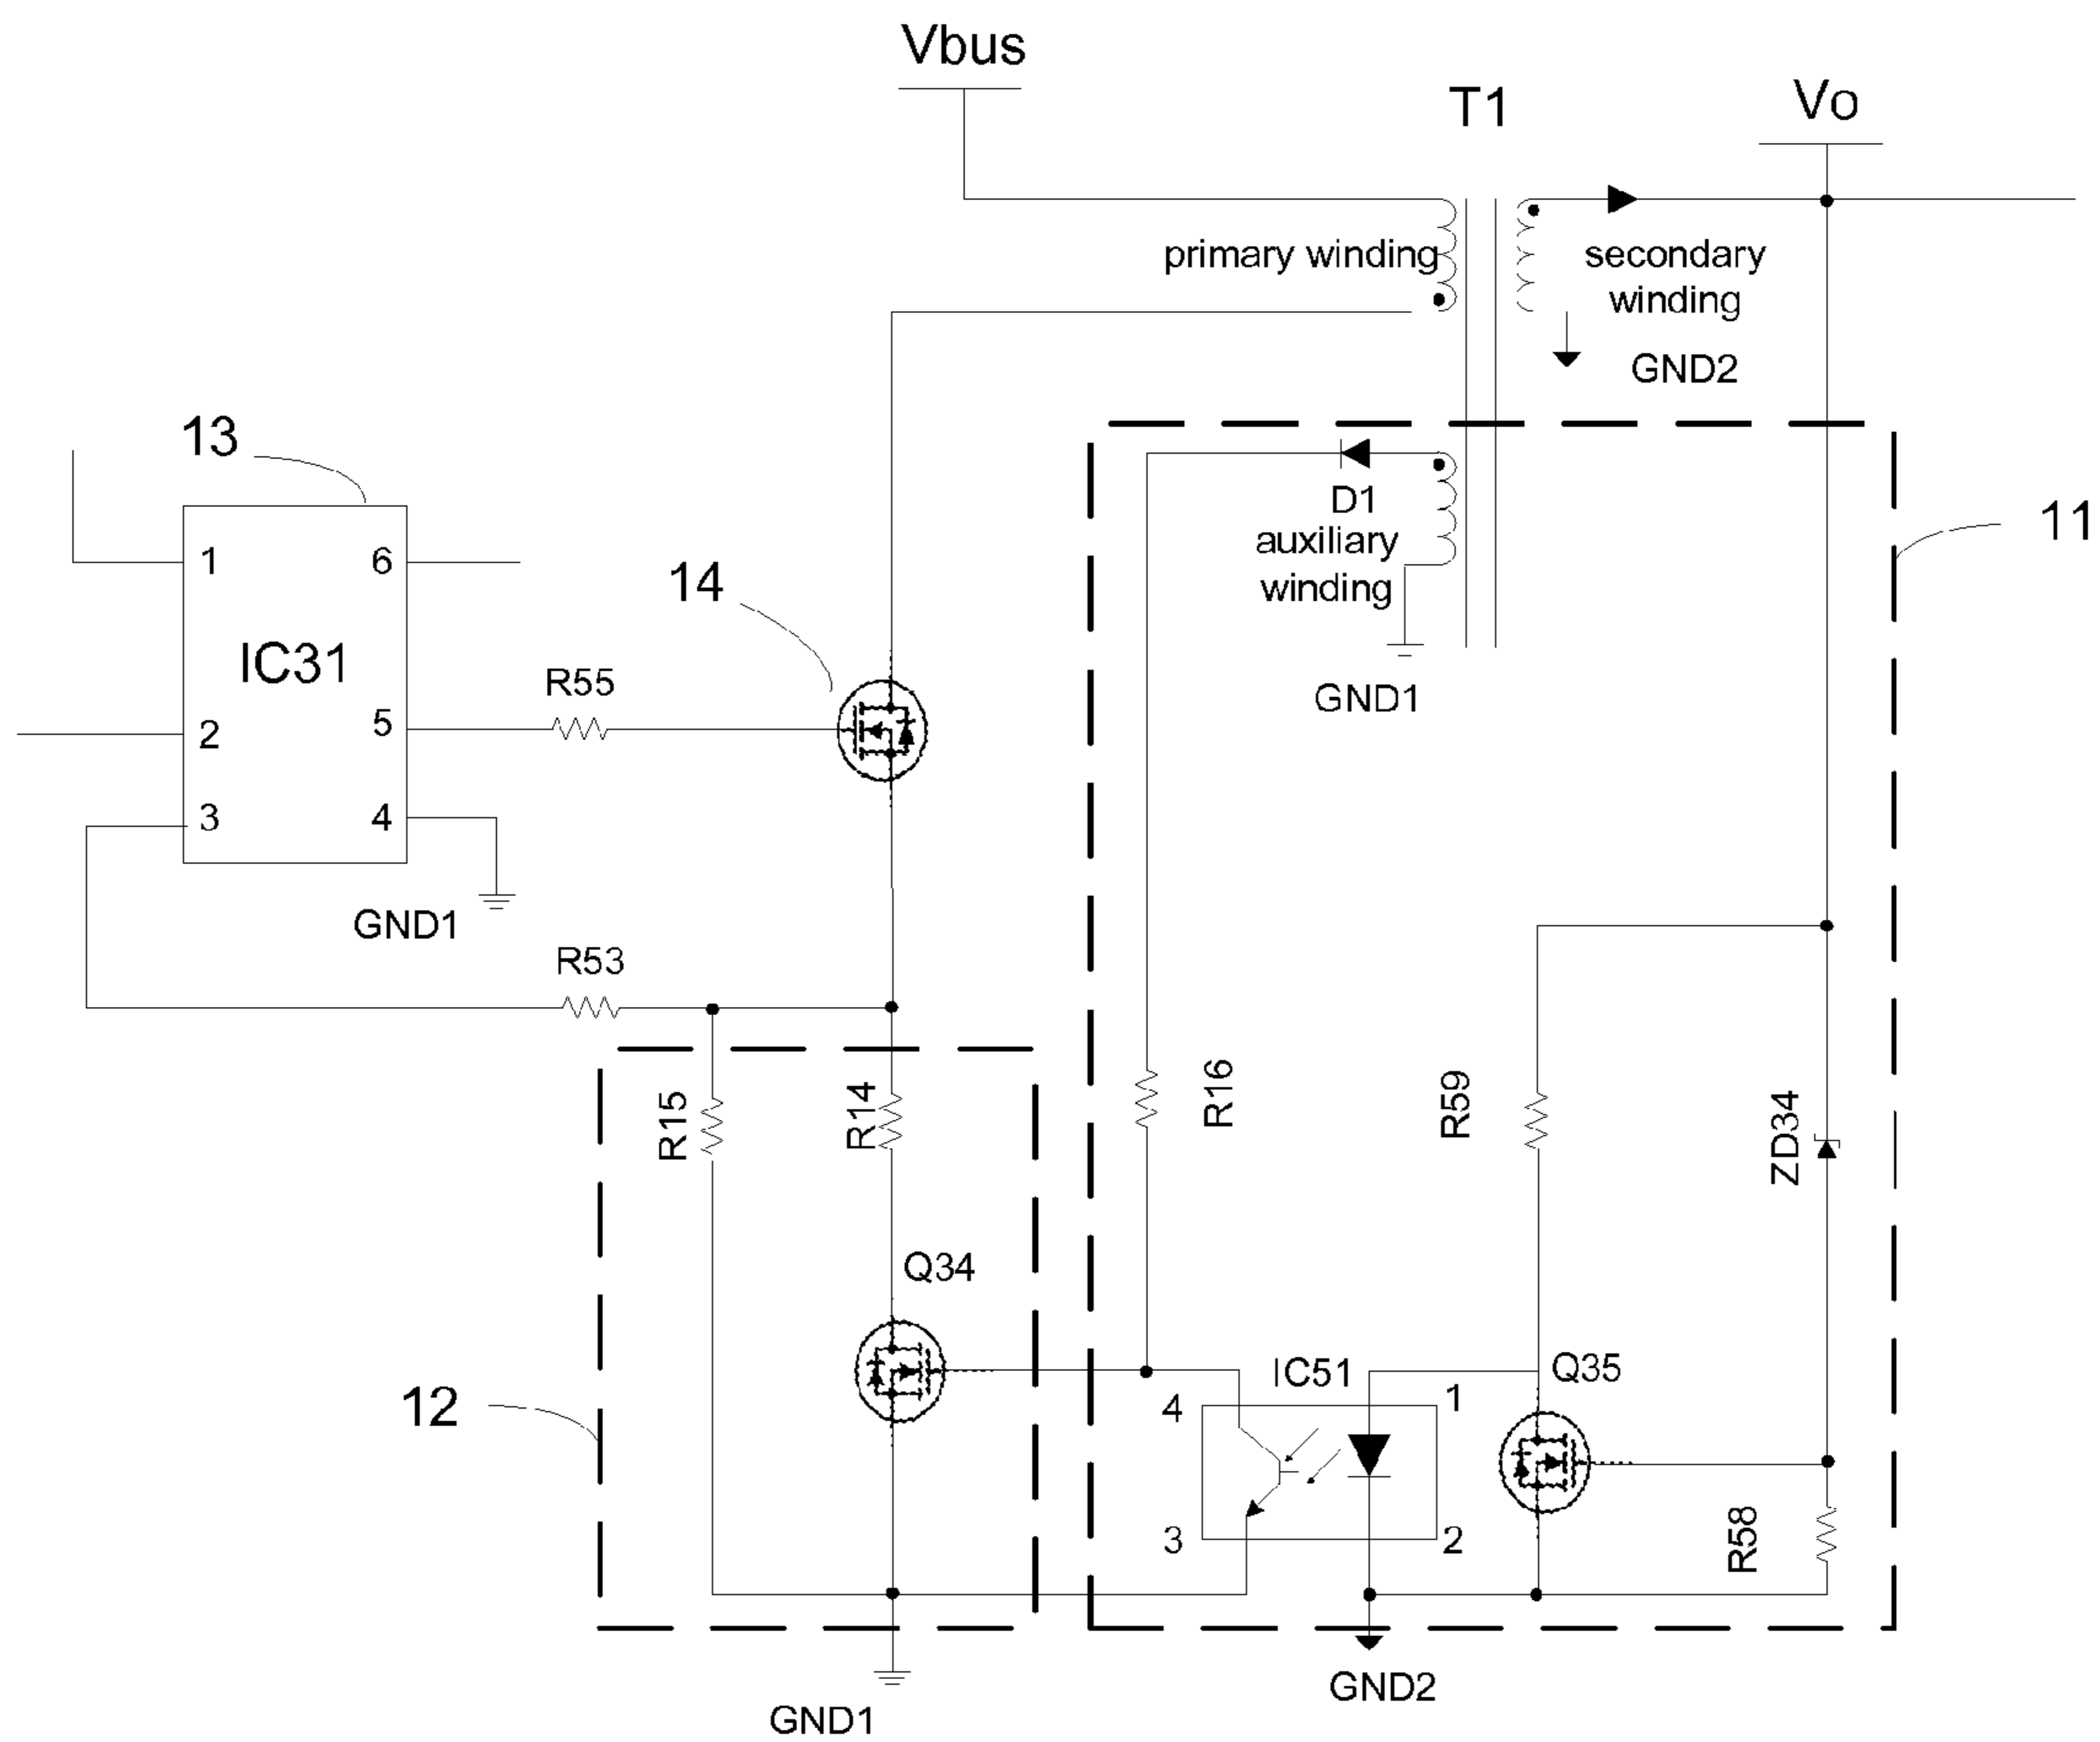 Vbus
T1
Vo
primary winding
secondary
winding
GND2
13
11
D1
auxiliary
winding
14
1
6
IC31
R55
5
2
GND1
3
4
GND1
R53
R15
R14
R16
R59
ZD34
Q34
12
IC51
Q35
4
1
3
2
R58
GND2
GND1